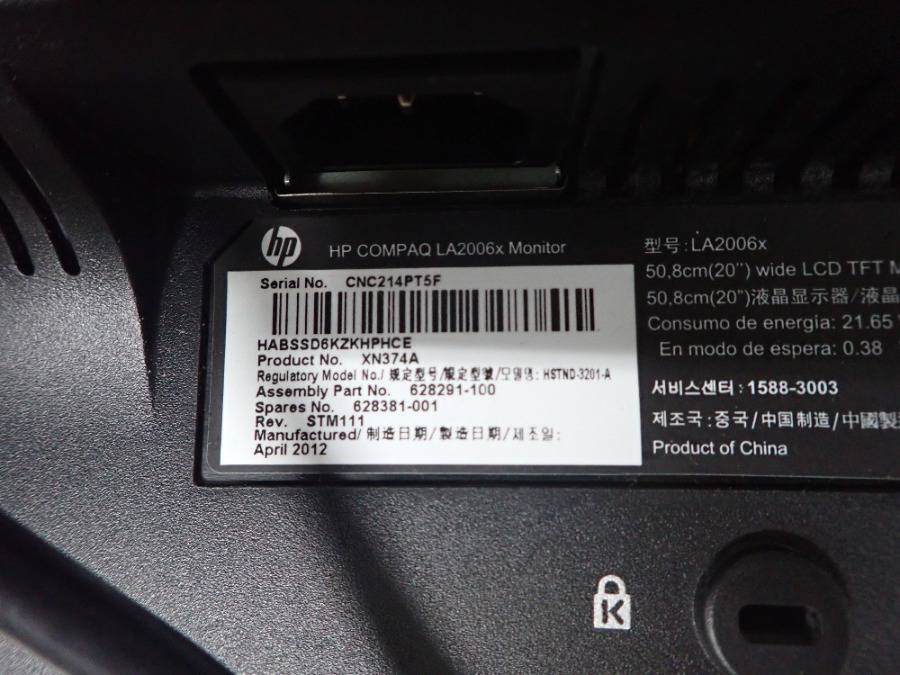 hp
HP COMPAQ LA2006x Monitor
Serial No. CNC214PT5F
HABSSD6KZKHPHCE
Product No. XN374A
Regulatory Model No./ 规定型号/規定型號/모델명: HSTND-3201-A
Assembly Part No. 628291-100
Spares No. 628381-001
Rev. STM111
Manufactured/ 制造日期/製造日期/제조일:
April 2012
型号: LA2006x
50,8cm(20") wide LCD TFT M
50,8cm(20")液晶显示器/液晶
Consumo de energía: 21.65
En modo de espera: 0.38
서비스센터 : 1588-3003
제조국 : 중국/中国制造/中國製
Product of China
K